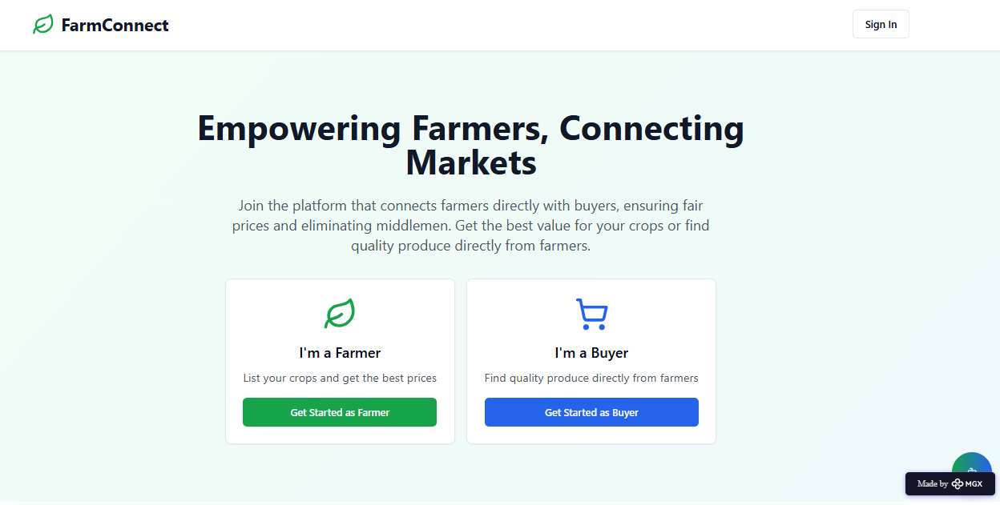 FarmConnect
Sign In
Empowering Farmers, Connecting
Markets
Join the platform that connects farmers directly with buyers, ensuring fair
prices and eliminating middlemen. Get the best value for your crops or find
quality produce directly from farmers.
I'm a Farmer
List your crops and get the best prices
Get Started as Farmer
I'm a Buyer
Find quality produce directly from farmers
Get Started as Buyer
Made by MGX